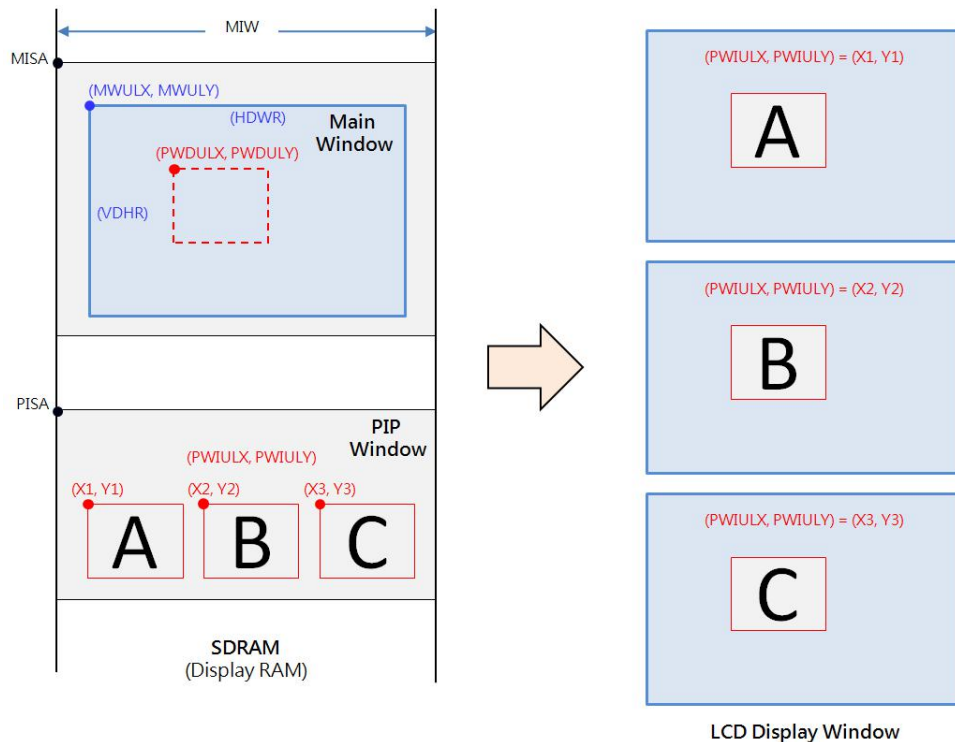 MIW
MISA
(MWULX, MWULY)
(HDWR)
Main
Window
(PWDULX, PWDULY)
(VDHR)
PISA
PIP
Window
(PWIULX, PWIULY)
(X1, Y1)
(X2, Y2)
(X3, Y3)
A
B
C
SDRAM
(Display RAM)
(PWIULX, PWIULY) = (X1, Y1)
A
(PWIULX, PWIULY) = (X2, Y2)
B
(PWIULX, PWIULY) = (X3, Y3)
C
LCD Display Window